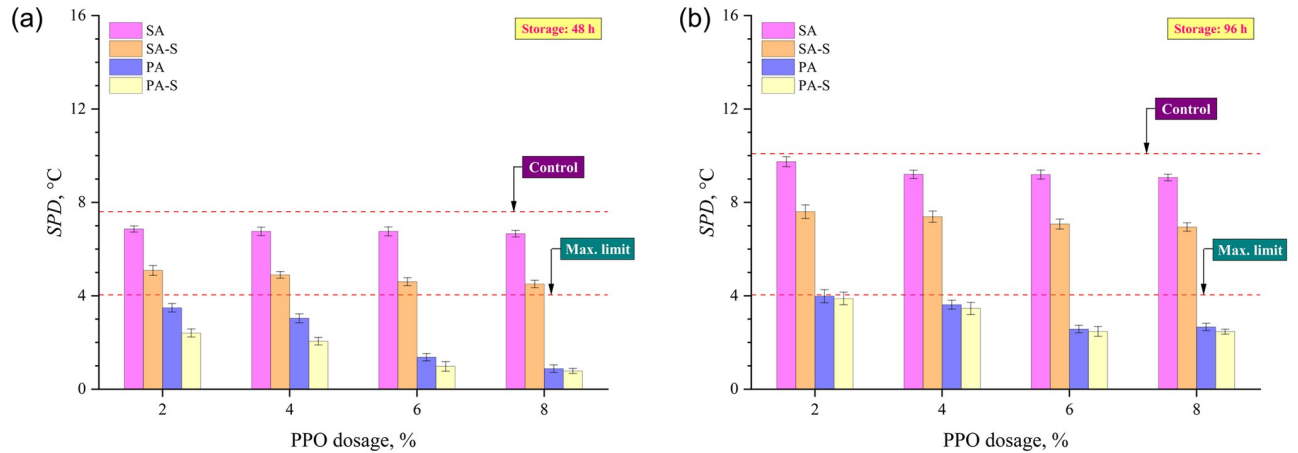 (a)
16
12
8
4
0
SPD, °C
SA
SA-S
PA
PA-S
Storage: 48 h
Control
Max. limit
2 4 6 8
PPO dosage, %
(b)
16
12
8
4
0
SPD, °C
SA
SA-S
PA
PA-S
Storage: 96 h
Control
Max. limit
2 4 6 8
PPO dosage, %